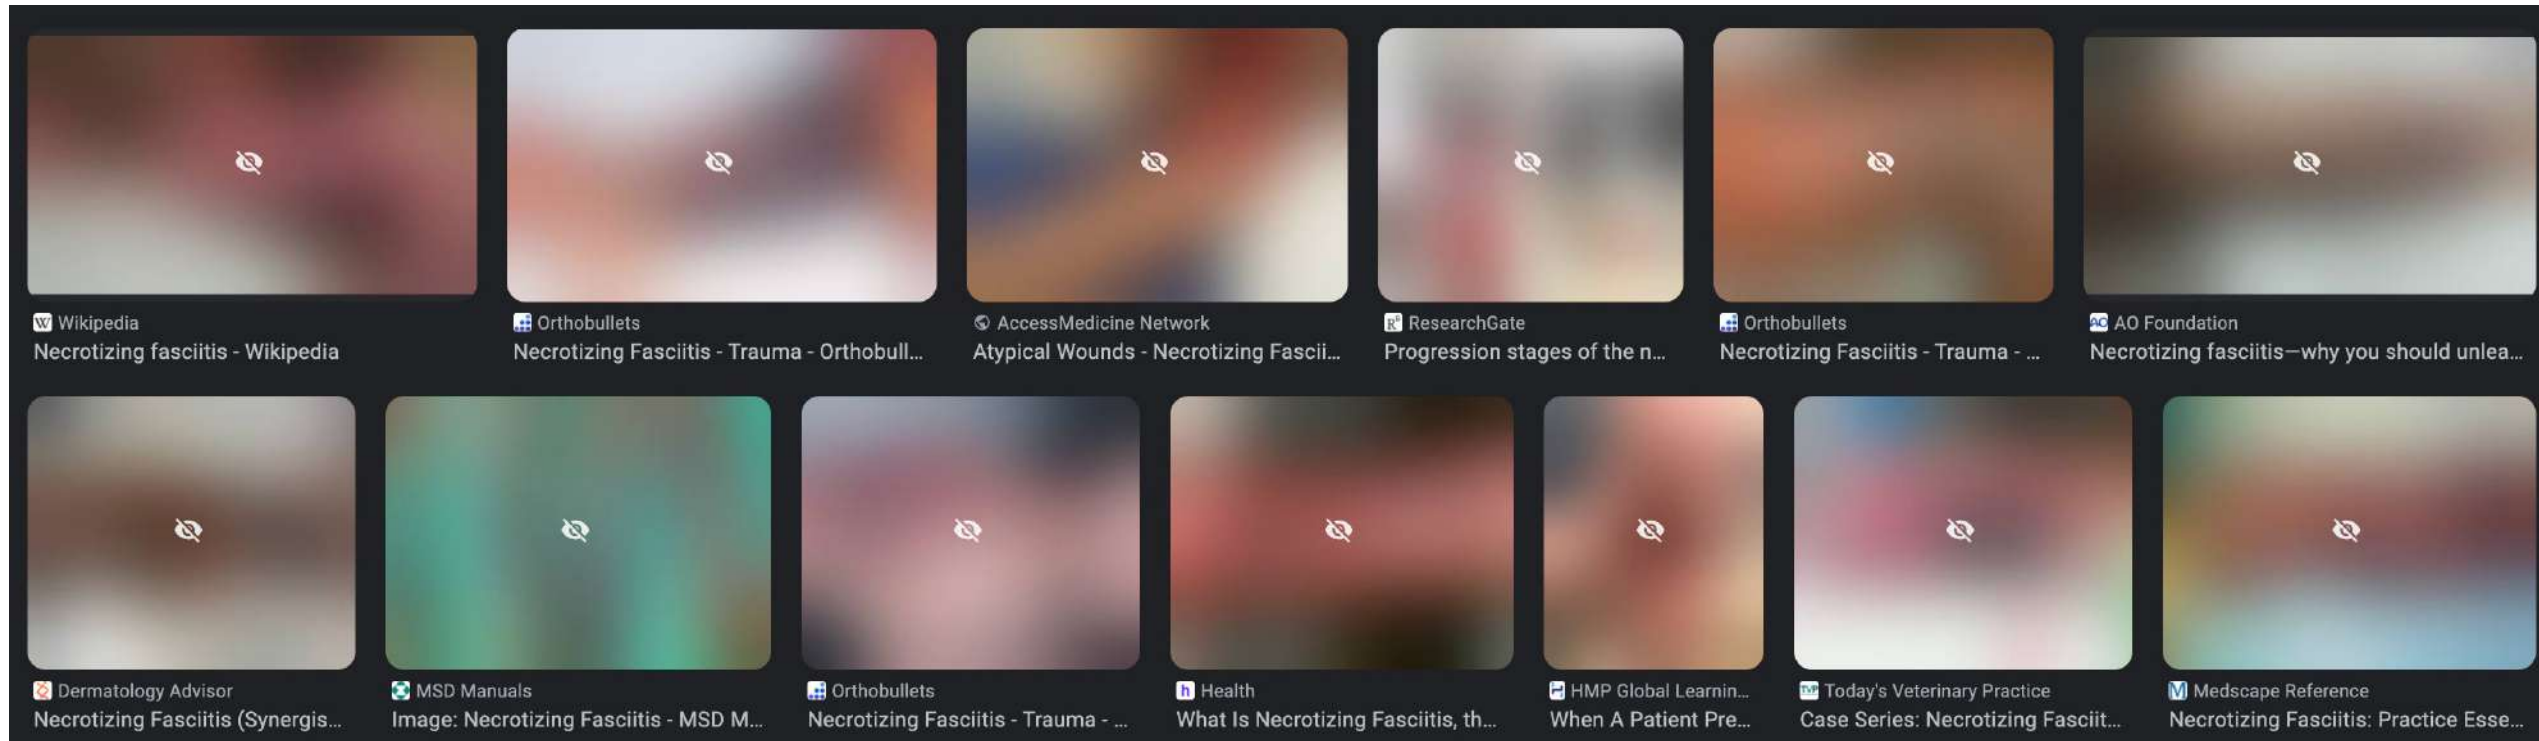 Wikipedia
Necrotizing fasciitis - Wikipedia
Orthobullets
Necrotizing Fasciitis - Trauma - Orthobull...
AccessMedicine Network
Atypical Wounds - Necrotizing Fascii...
ResearchGate
Progression stages of the n...
Orthobullets
Necrotizing Fasciitis - Trauma - ...
AO Foundation
Necrotizing fasciitis—why you should unlea...
Dermatology Advisor
Necrotizing Fasciitis (Synergis...
MSD Manuals
Image: Necrotizing Fasciitis - MSD M...
Orthobullets
Necrotizing Fasciitis - Trauma - ...
h Health
What Is Necrotizing Fasciitis, th...
HMP Global Learnin...
When A Patient Pre...
TVP Today's Veterinary Practice
Case Series: Necrotizing Fasciit...
Medscape Reference
Necrotizing Fasciitis: Practice Esse...